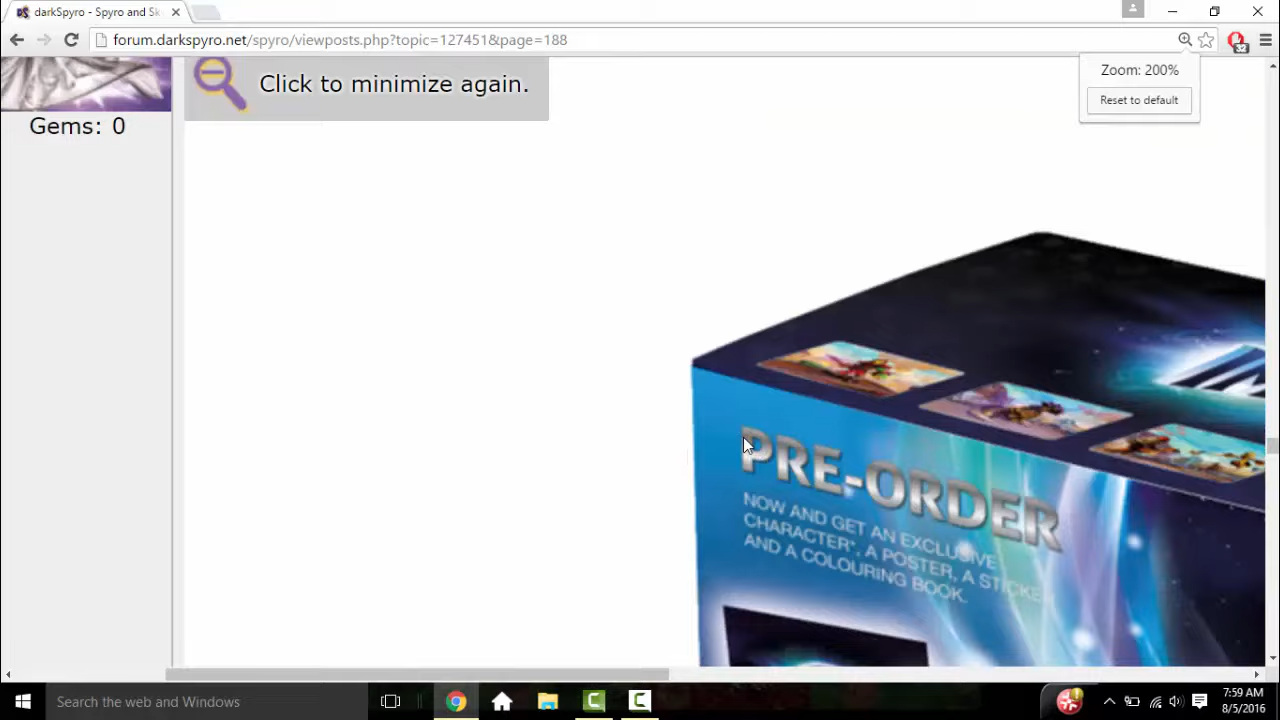 darkSpyro - Spyro and Sk
forum.darkspyro.net/spyro/viewposts.php?topic=127451&page=188
32
Zoom: 200%
Reset to default
Click to minimize again.
Gems: 0
PRE-ORDER
NOW AND GET AN EXCLUSIVE
CHARACTER*, A POSTER, A STICKER
AND A COLOURING BOOK.
Search the web and Windows
7:59 AM
8/5/2016